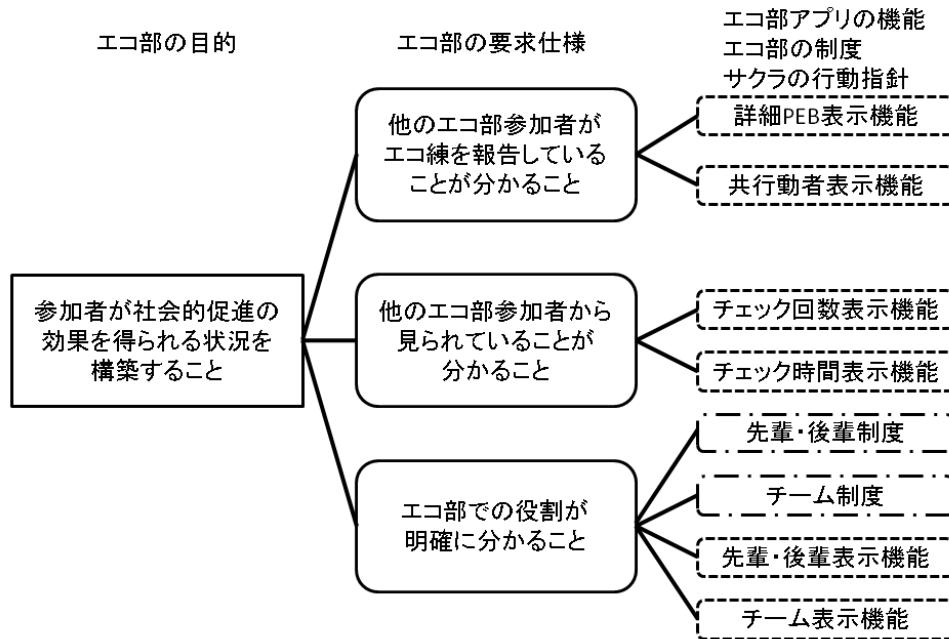 エコ部の目的
エコ部の要求仕様
エコ部アプリの機能
エコ部の制度
サクラの行動指針
参加者が社会的促進の
効果を得られる状況を
構築すること
他のエコ部参加者が
エコ練を報告している
ことが分かること
詳細PEB表示機能
共行動者表示機能
他のエコ部参加者から
見られていることが
分かること
チェック回数表示機能
チェック時間表示機能
エコ部での役割が
明確に分かること
先輩・後輩制度
チーム制度
先輩・後輩表示機能
チーム表示機能